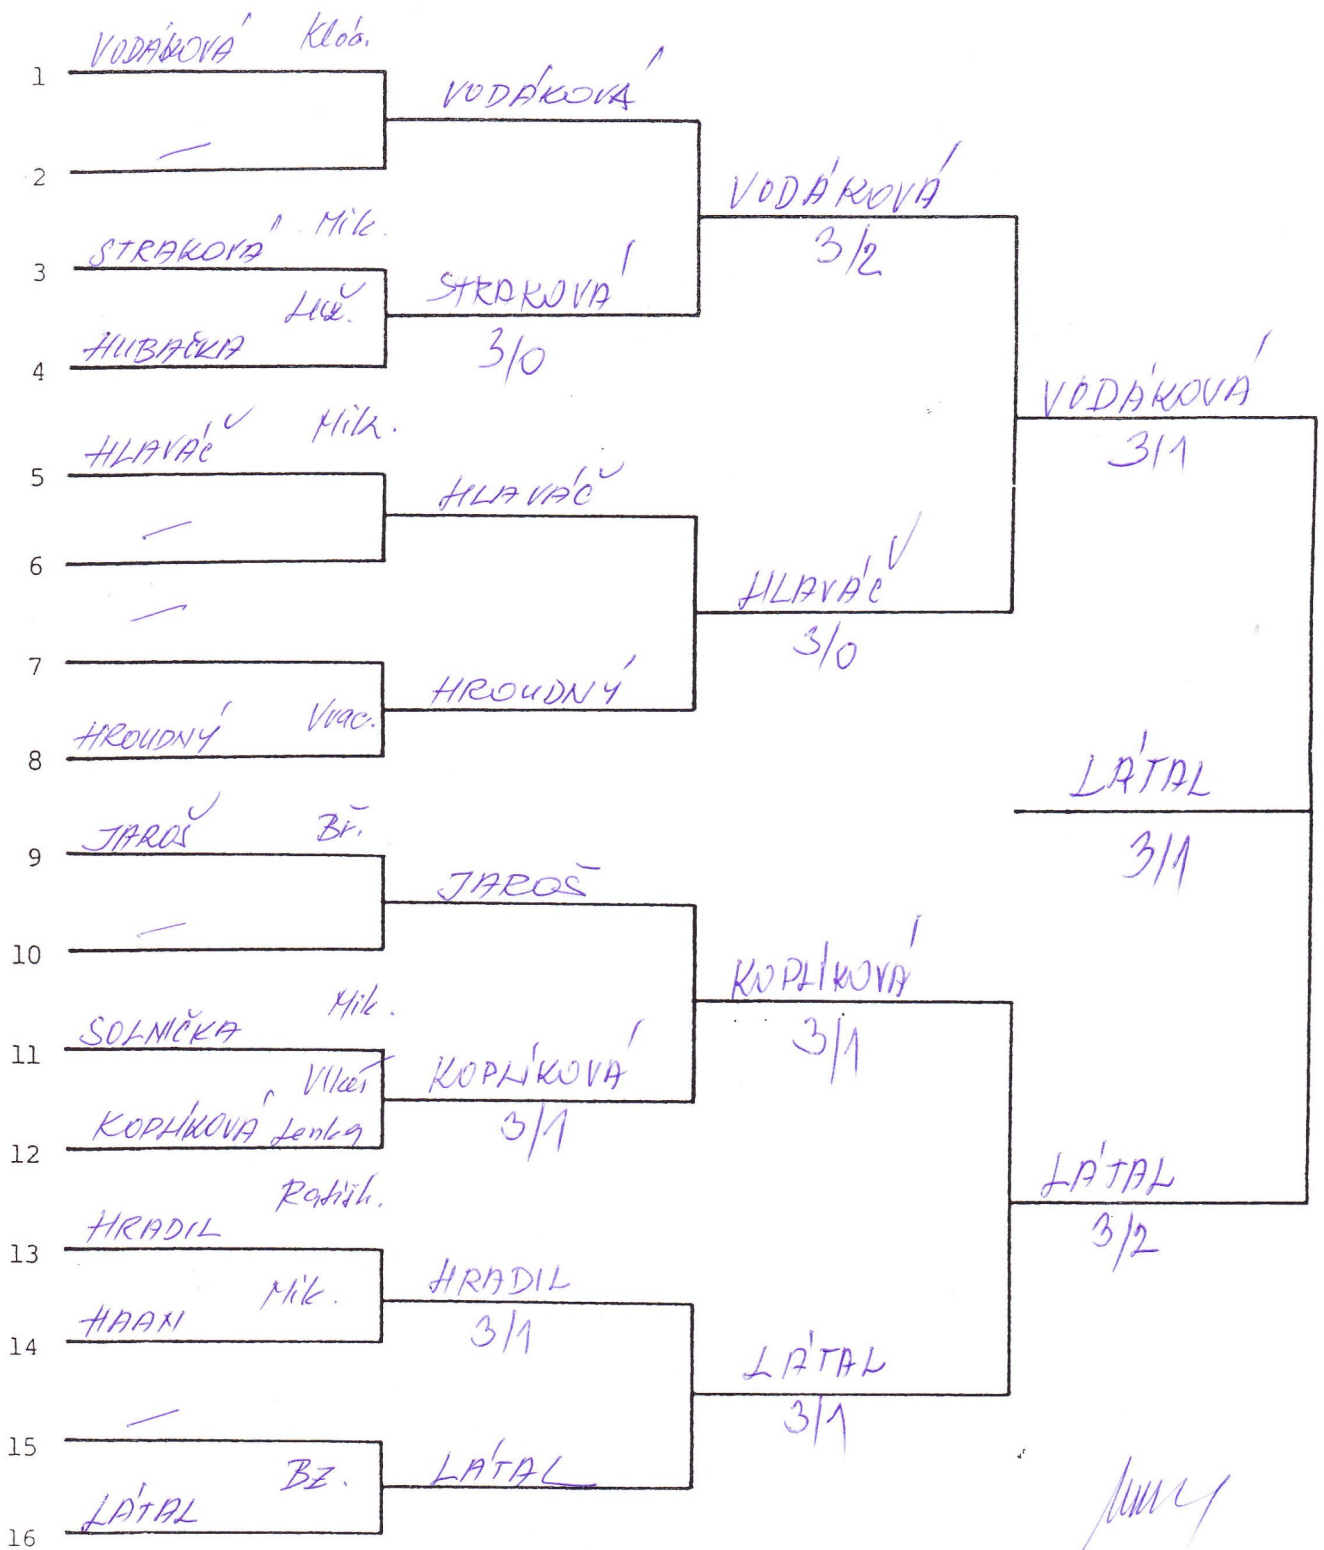 1 VODÁKOVÁ
2 —
3 STRAKOVÁ Mik.
4 HUBAČKA
5 HLAVÁČ Mik.
6 —
7 —
8 HROUDNÝ Vrac.
9 JAROŠ Bř.
10 —
11 SOLNIČKA Mik.
12 KOPLÍKOVÁ Lenka
13 HRADIL Ratíšk.
14 HAAN Mik.
15 —
16 LÁTAL BZ.
VODÁKOVÁ
STRAKOVÁ
3/0
HLAVÁČ
HROUDNÝ
JAROŠ
KOPLÍKOVÁ
3/1
HRADIL
3/1
LÁTAL
VODÁKOVÁ
3/2
HLAVÁČ
3/0
KOPLÍKOVÁ
3/1
LÁTAL
3/1
VODÁKOVÁ
3/1
LÁTAL
3/2
LÁTAL
3/1